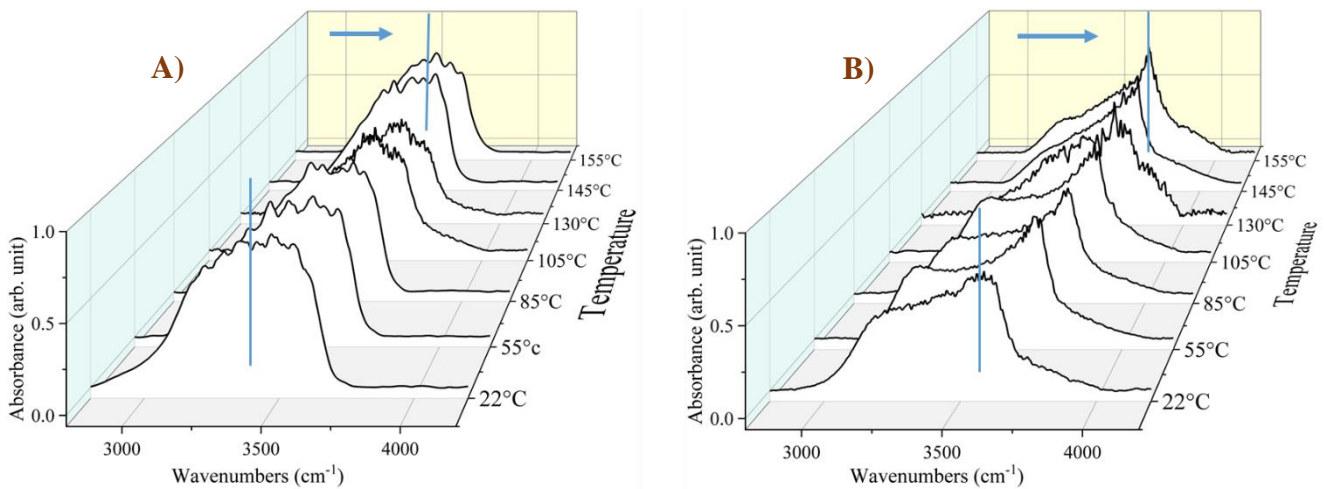 A)
155°C
145°C
130°C
105°C
85°C
55°c
22°C
Temperature
1.0
0.5
0.0
Absorbance (arb. unit)
3000
3500
4000
Wavenumbers (cm⁻¹)
B)
155°C
145°C
130°C
105°C
85°C
55°C
22°C
Temperature
1.0
0.5
0.0
Absorbance (arb. unit)
3000
3500
4000
Wavenumbers (cm⁻¹)